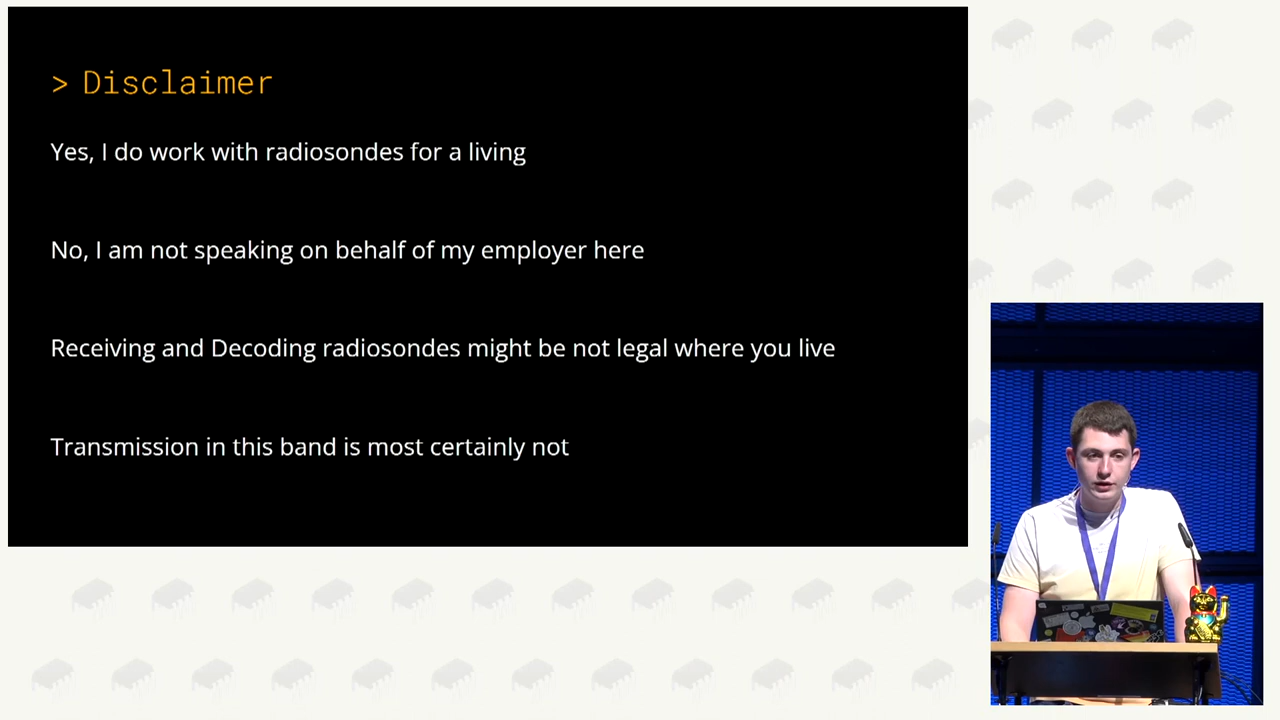 > Disclaimer
Yes, I do work with radiosondes for a living
No, I am not speaking on behalf of my employer here
Receiving and Decoding radiosondes might be not legal where you live
Transmission in this band is most certainly not